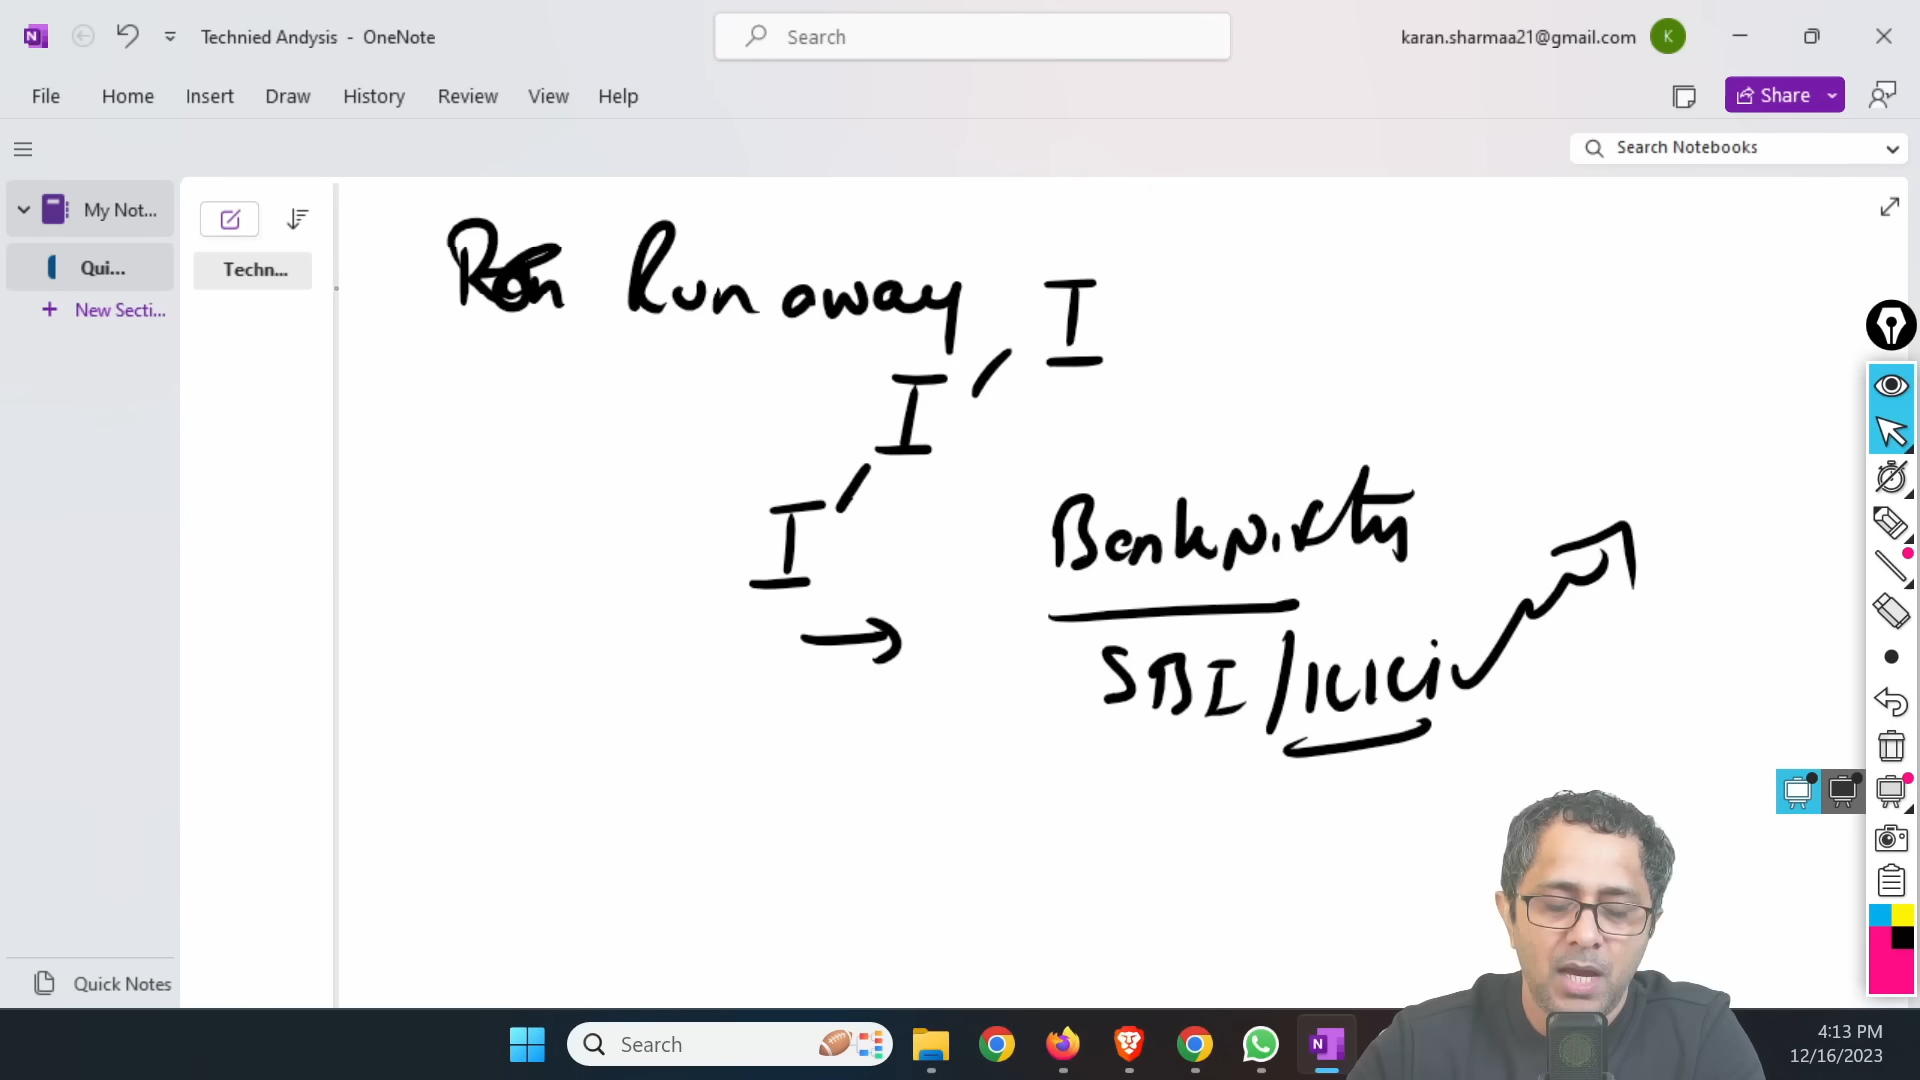 Technied Andysis - OneNote
Search
karan.sharmaa21@gmail.com
K
File Home Insert Draw History Review View Help
Share
Search Notebooks
My Not...
Qui...
New Secti...
Techn...
Run away
I
I
I
Banknifty
SBI/ICICI
Quick Notes
Search
4:13 PM
12/16/2023